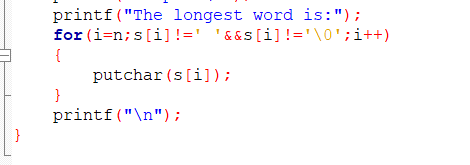 printf("The longest word is:");
for(i=n;s[i]!=' '&&s[i]!='\0';i++)
{
putchar(s[i]);
}
printf("\n");
}